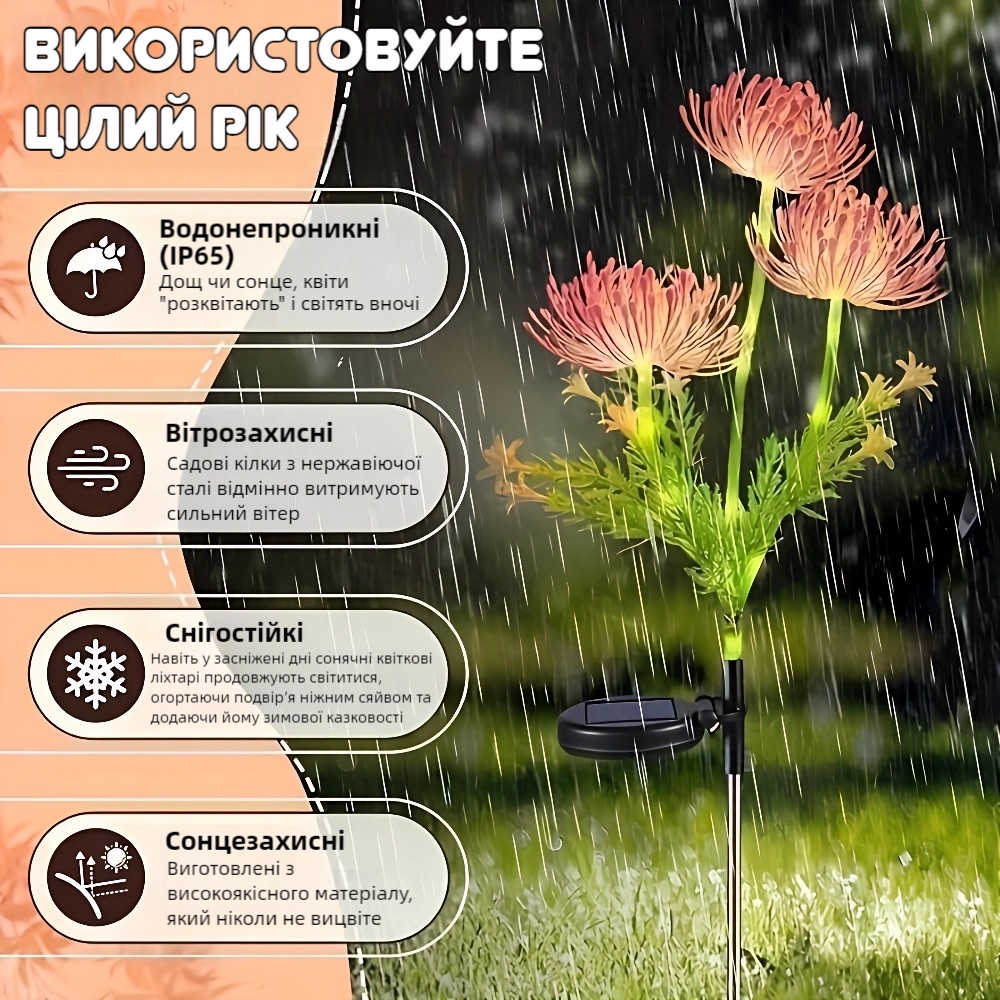 ВИКОРИСТОВУЙТЕ
ЦІЛИЙ РІК
Водонепроникні
(IP65)
Дощ чи сонце, квіти
"розквітають" і світять вночі
Вітрозахисні
Садові кілки з нержавіючої
сталі відмінно витримують
сильний вітер
Снігостійкі
Навіть у засніжені дні сонячні квіткові
ліхтарі продовжують світитися,
огортаючи подвір’я ніжним сяйвом та
додаючи йому зимової казковості
Сонцезахисні
Виготовлені з
високоякісного матеріалу,
який ніколи не вицвіте